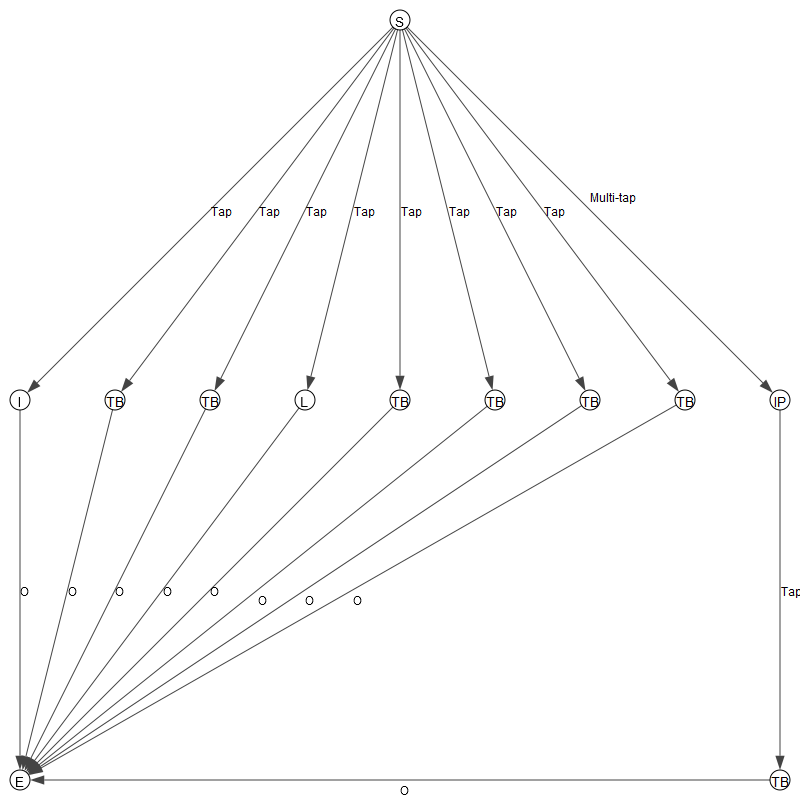 S
Multi-tap
Tap Tap Tap Tap Tap Tap Tap Tap
I TB TB L TB TB TB TB IP
O O O O O O O O Tap
E TB
O